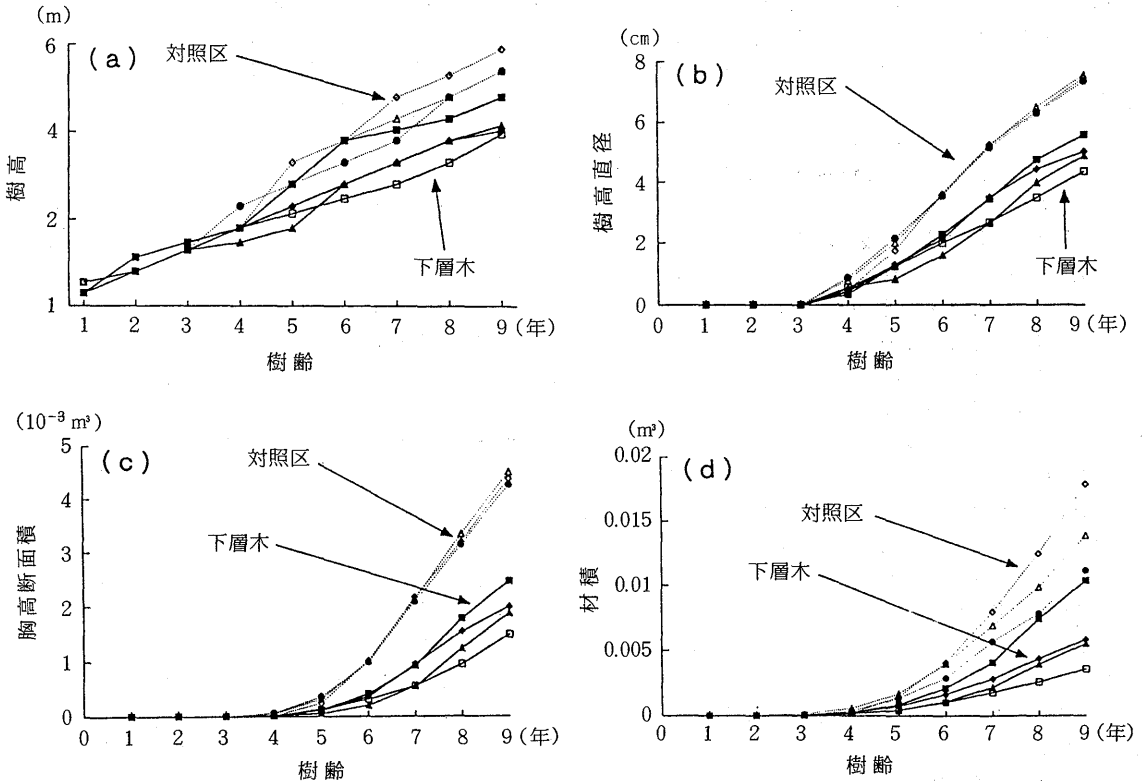 (m)
(a)
対照区
下層木
樹高
6
4
2
1
1 2 3 4 5 6 7 8 9(年)
樹齢
(cm)
(b)
対照区
下層木
樹高直径
8
6
4
2
0
0 1 2 3 4 5 6 7 8 9(年)
樹齢
(10⁻³ m³)
(c)
対照区
下層木
胸高断面積
5
4
3
2
1
0
0 1 2 3 4 5 6 7 8 9(年)
樹齢
(m³)
(d)
対照区
下層木
材積
0.02
0.015
0.01
0.005
0
0 1 2 3 4 5 6 7 8 9(年)
樹齢